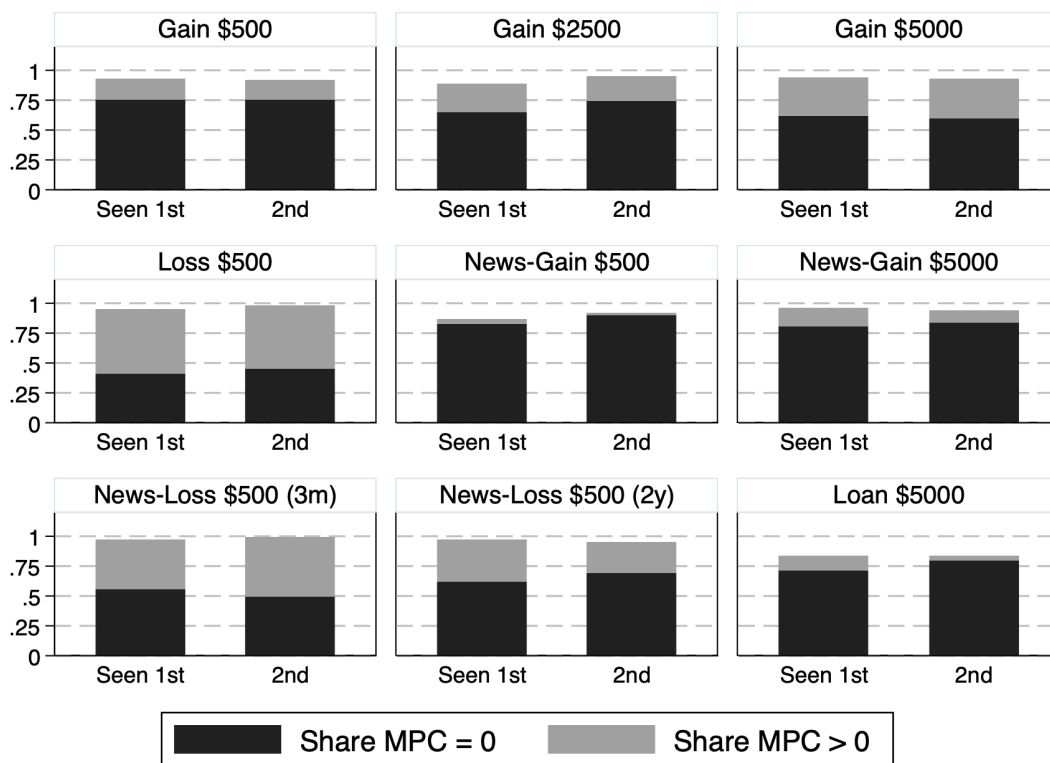 Gain $500 Gain $2500 Gain $5000
1
.75
.5
.25
0
Seen 1st 2nd Seen 1st 2nd Seen 1st 2nd
Loss $500 News-Gain $500 News-Gain $5000
1
.75
.5
.25
0
Seen 1st 2nd Seen 1st 2nd Seen 1st 2nd
News-Loss $500 (3m) News-Loss $500 (2y) Loan $5000
1
.75
.5
.25
0
Seen 1st 2nd Seen 1st 2nd Seen 1st 2nd
Share MPC = 0 Share MPC > 0